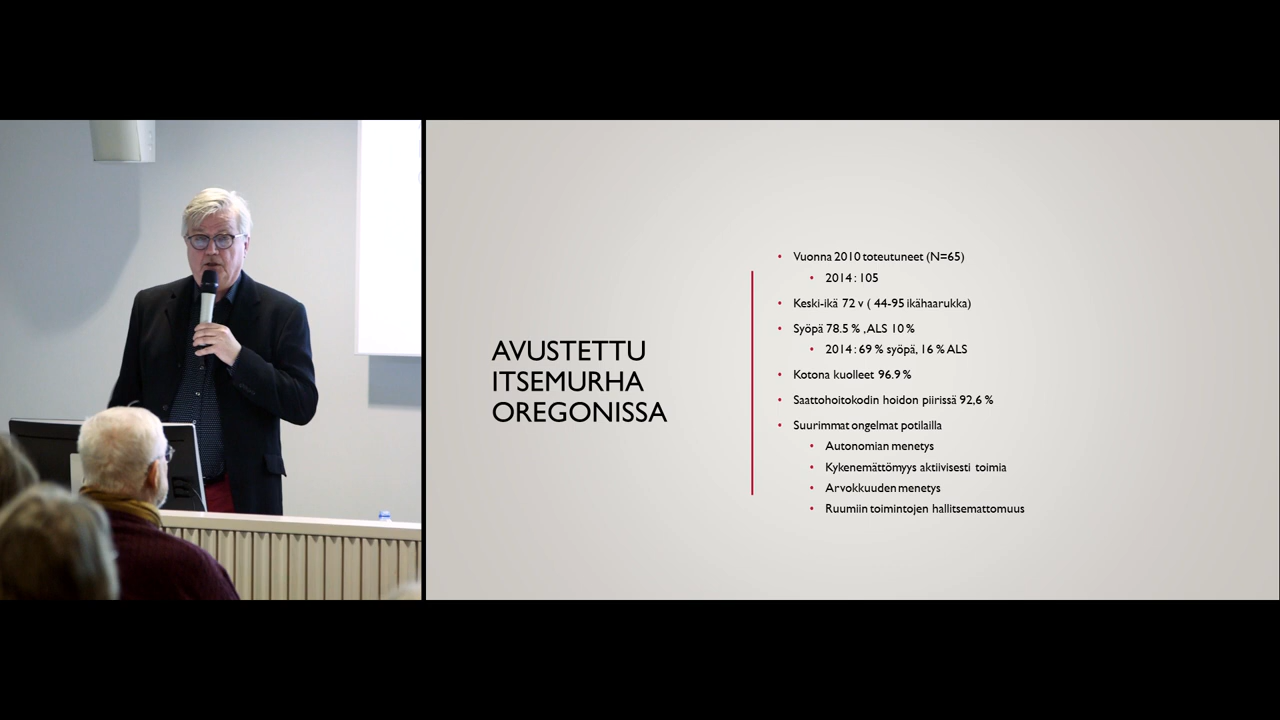 AVUSTETTU
ITSEMURHA
OREGONISSA
• Vuonna 2010 toteutuneet (N=65)
• 2014: 105
• Keski-ikä 72 v ( 44-95 ikähaarukka)
• Syöpä 78.5 % , ALS 10 %
• 2014: 69 % syöpä, 16 % ALS
• Kotona kuolleet 96.9 %
• Saattohoitokodin hoidon piirissä 92,6 %
• Suurimmat ongelmat potilailla
• Autonomian menetys
• Kykenemättömyys aktiivisesti toimia
• Arvokkuuden menetys
• Ruumiin toimintojen hallitsemattomuus